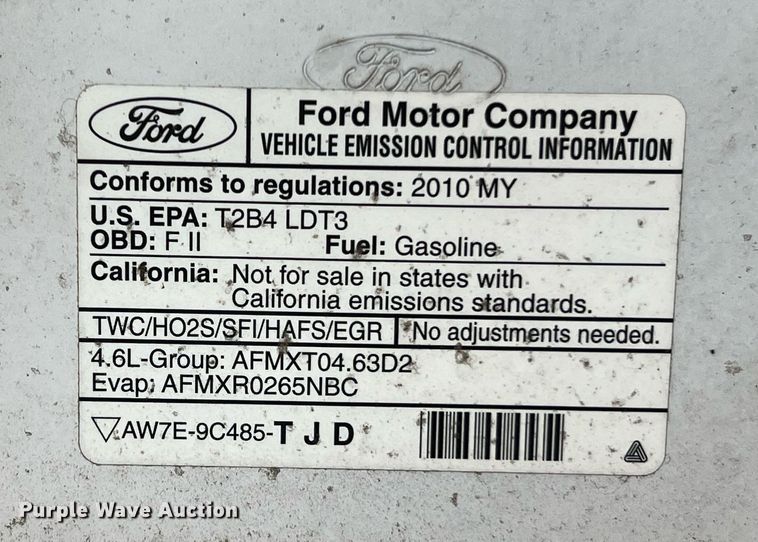 Ford
Ford
Ford Motor Company
VEHICLE EMISSION CONTROL INFORMATION
Conforms to regulations: 2010 MY
U.S. EPA: T2B4 LDT3
OBD: F II Fuel: Gasoline
California: Not for sale in states with
California emissions standards.
TWC/HO2S/SFI/HAFS/EGR No adjustments needed.
4.6L-Group: AFMXT04.63D2
Evap: AFMXR0265NBC
AW7E-9C485-TJD
Purple Wave Auction